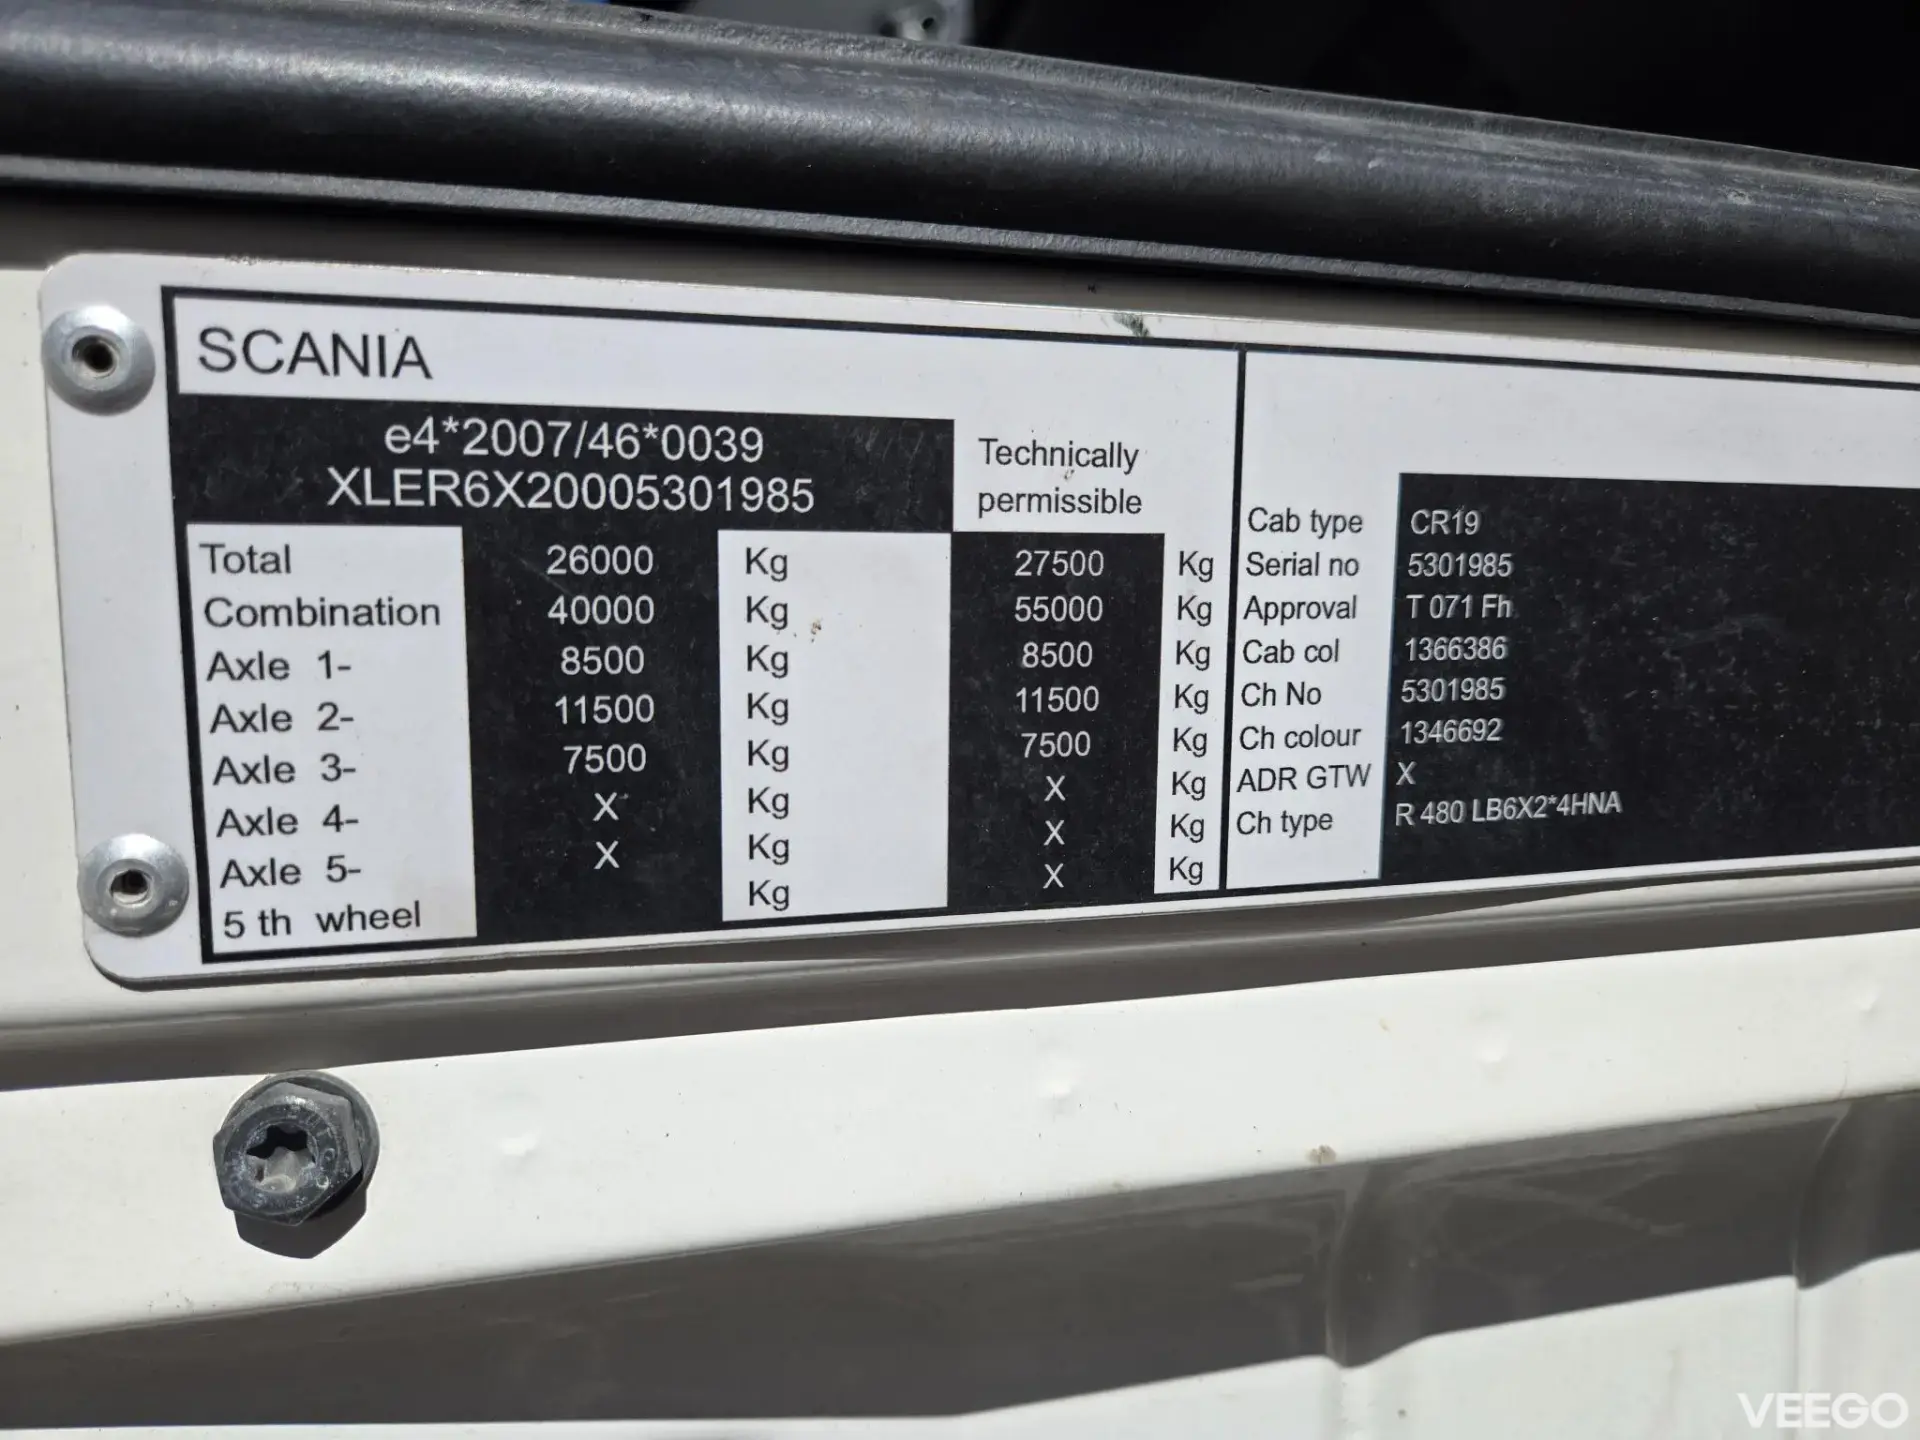 SCANIA
e4*2007/46*0039
XLER6X20005301985
Technically
permissible
Total 26000 Kg 27500 Kg
Combination 40000 Kg 55000 Kg
Axle 1- 8500 Kg 8500 Kg
Axle 2- 11500 Kg 11500 Kg
Axle 3- 7500 Kg 7500 Kg
Axle 4- X Kg X Kg
Axle 5- X Kg X Kg
5 th wheel Kg X Kg
Cab type CR19
Serial no 5301985
Approval T 071 Fh
Cab col 1366386
Ch No 5301985
Ch colour 1346692
ADR GTW X
Ch type R 480 LB6X2*4HNA
VEEGO